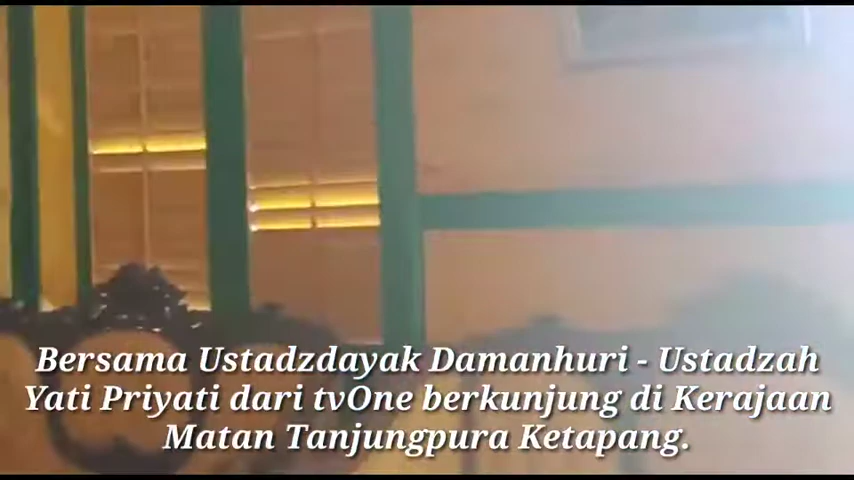 Bersama Ustadzdayak Damanhuri - Ustadzah
Yati Priyati dari tvOne berkunjung di Kerajaan
Matan Tanjungpura Ketapang.